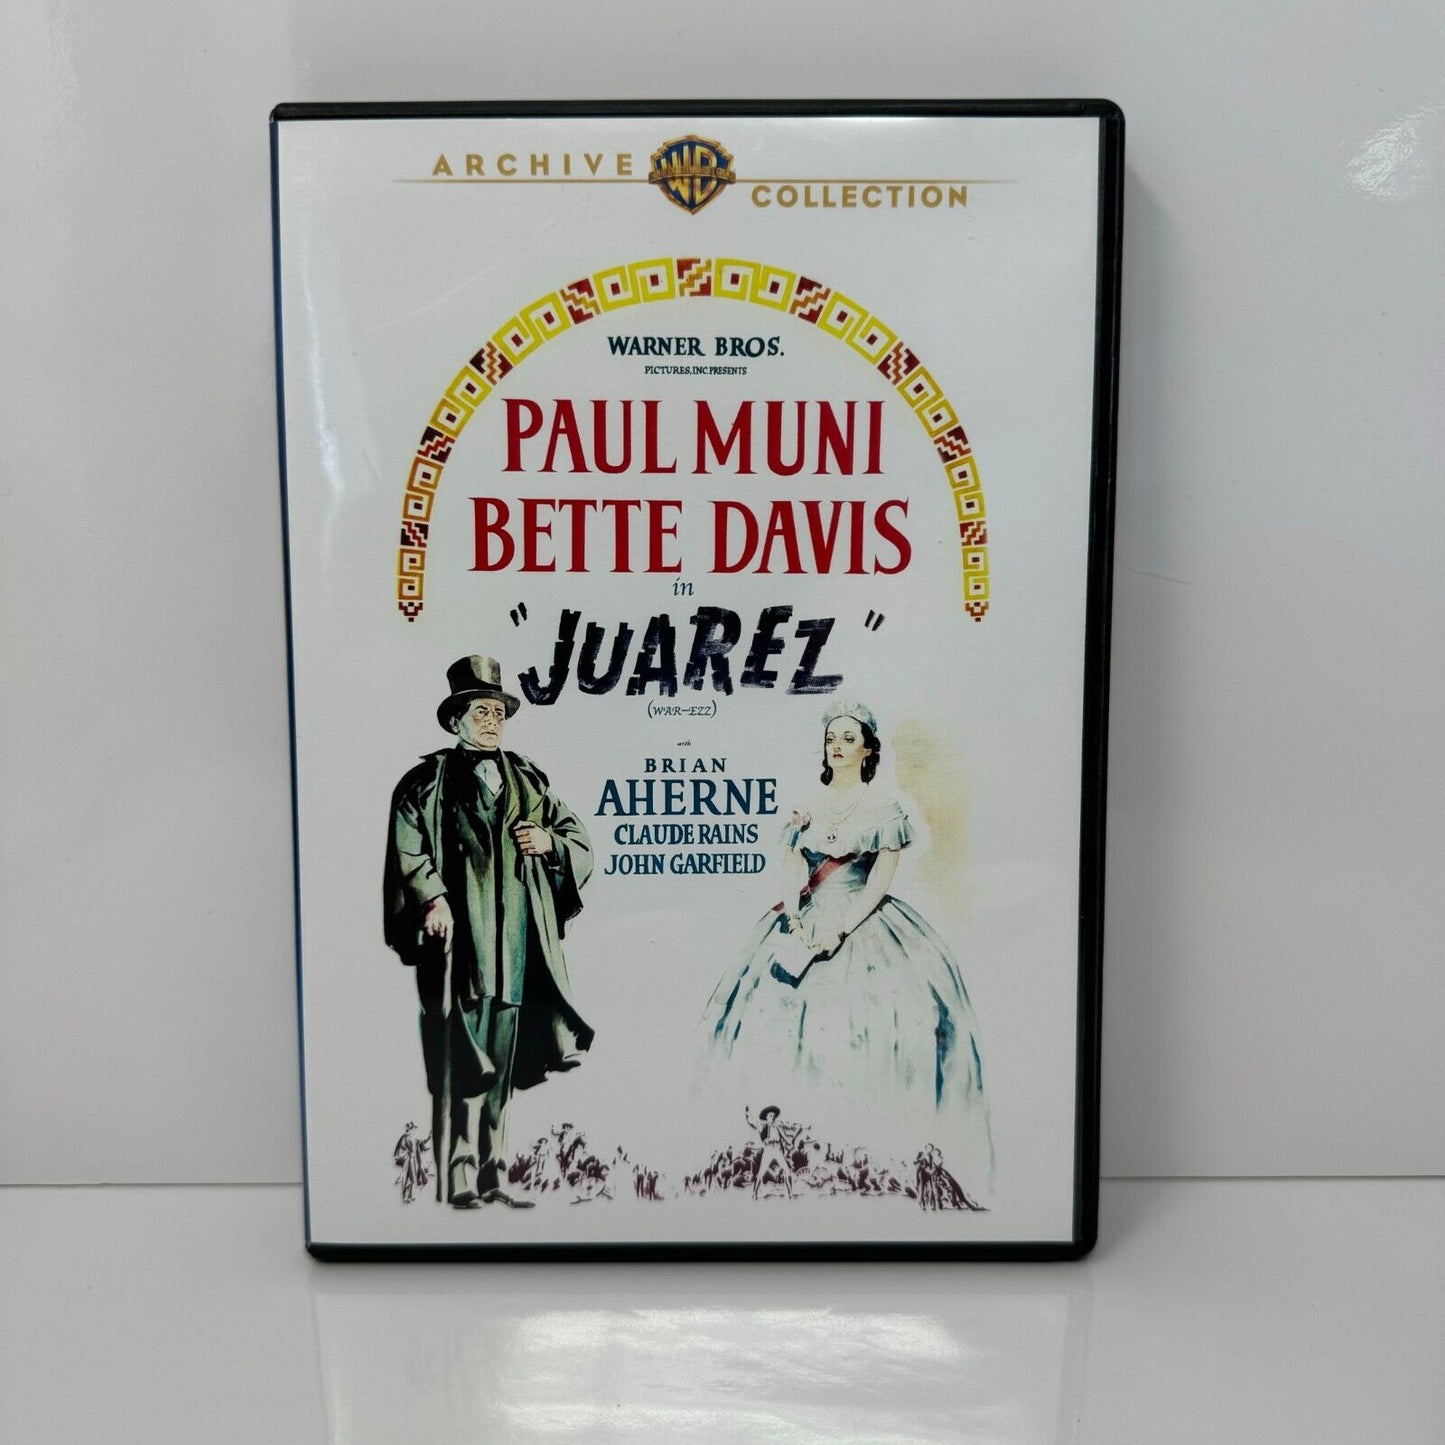 ARCHIVE
WB
COLLECTION
WARNER BROS.
PICTURES, INC. PRESENTS
PAUL MUNI
BETTE DAVIS
in
"JUAREZ"
(WAR-EZZ)
with
BRIAN
AHERNE
CLAUDE RAINS
JOHN GARFIELD